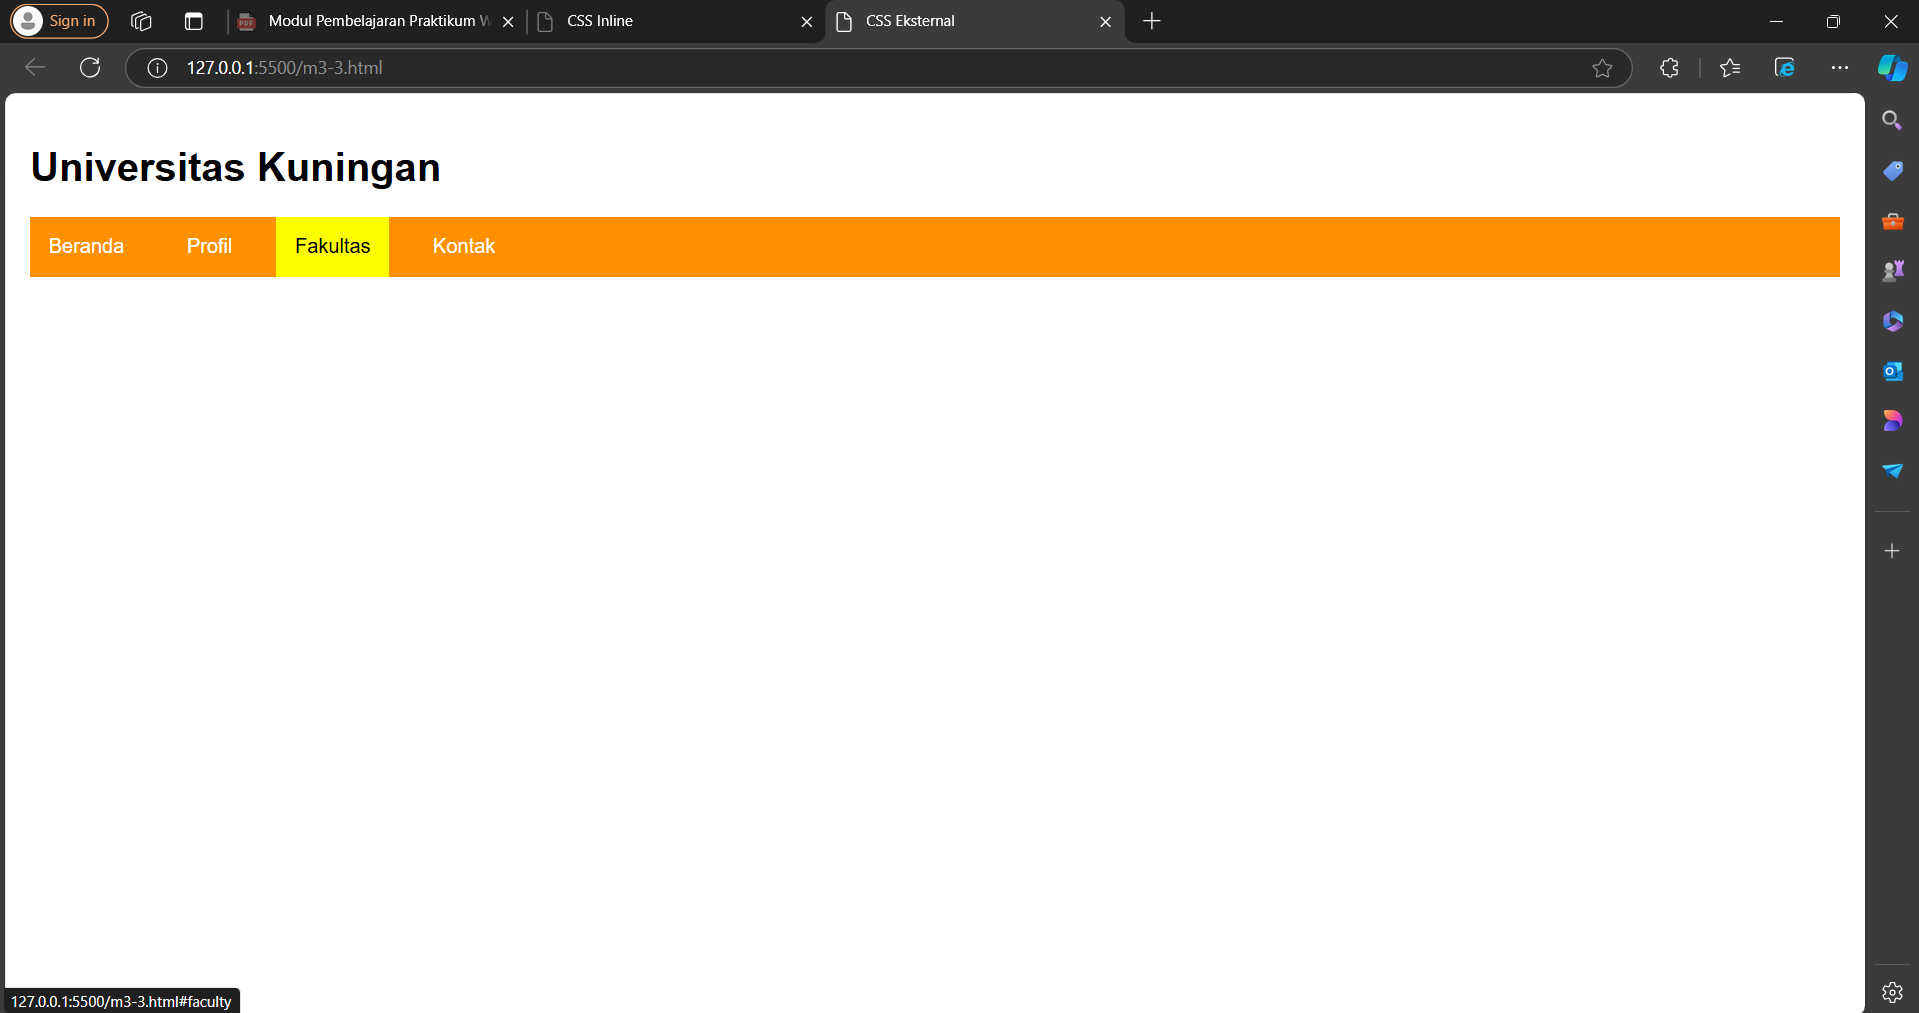 Sign in
Modul Pembelajaran Praktikum W
CSS Inline
CSS Eksternal
127.0.0.1:5500/m3-3.html
Universitas Kuningan
Beranda Profil Fakultas Kontak
127.0.0.1:5500/m3-3.html#faculty